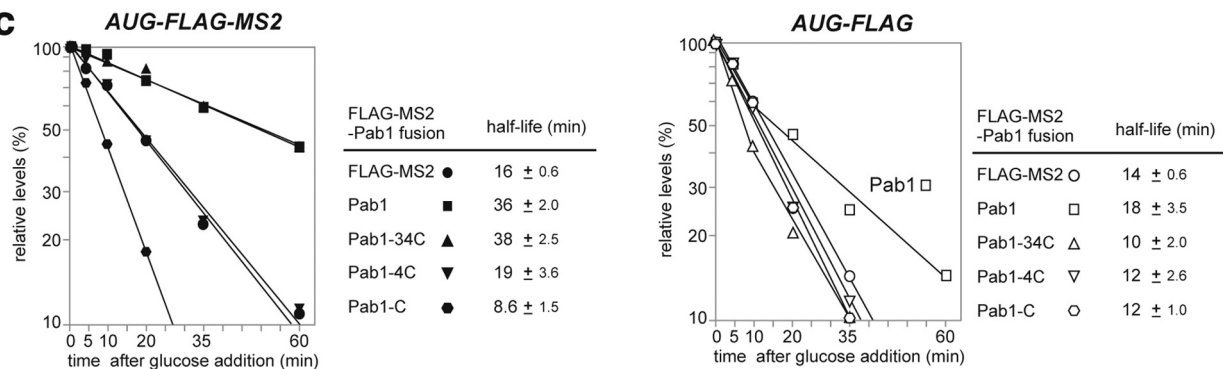 c
AUG-FLAG-MS2
relative levels (%)
100
50
30
20
10
0 5 10 20 35 60
time after glucose addition (min)
FLAG-MS2
-Pab1 fusion half-life (min)
FLAG-MS2 16 ± 0.6
Pab1 36 ± 2.0
Pab1-34C 38 ± 2.5
Pab1-4C 19 ± 3.6
Pab1-C 8.6 ± 1.5
AUG-FLAG
relative levels (%)
100
50
30
20
10
Pab1
0 5 10 20 35 60
time after glucose addition (min)
FLAG-MS2
-Pab1 fusion half-life (min)
FLAG-MS2 14 ± 0.6
Pab1 18 ± 3.5
Pab1-34C 10 ± 2.0
Pab1-4C 12 ± 2.6
Pab1-C 12 ± 1.0